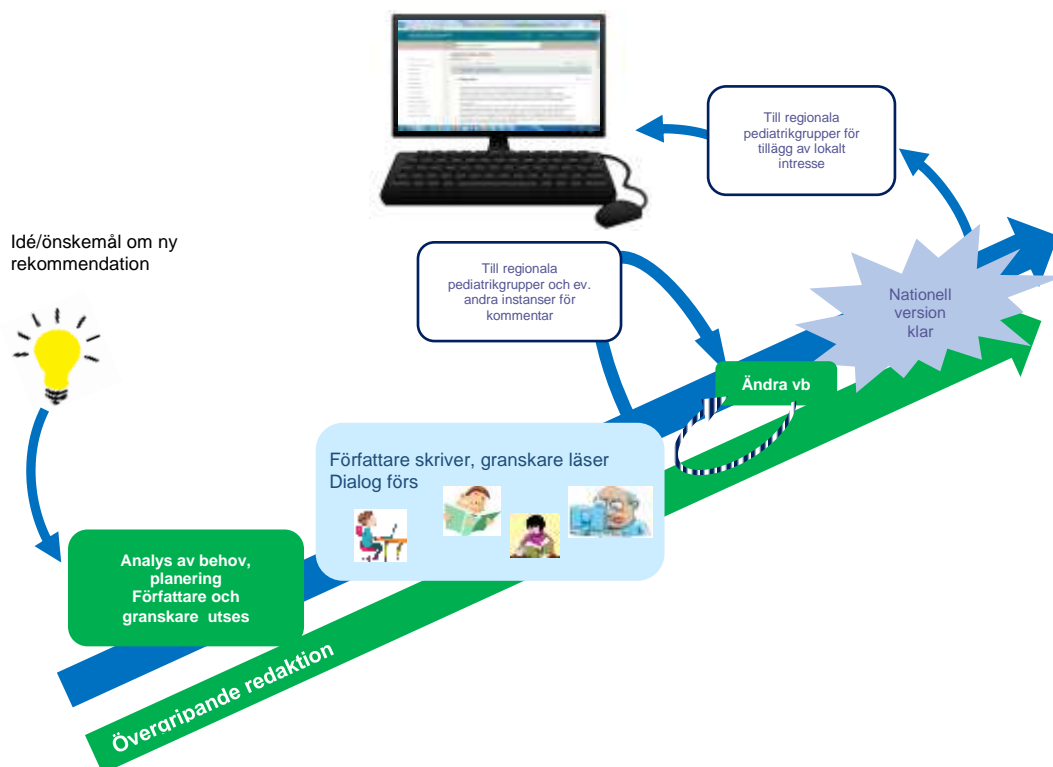 Till regionala
pediatrikgrupper för
tillägg av lokalt
intresse
Idé/önskemål om ny
rekommendation
Till regionala
pediatrikgrupper och ev.
andra instanser för
kommentar
Nationell
version
klar
Ändra vb
Författare skriver, granskare läser
Dialog förs
Analys av behov,
planering
Författare och
granskare utses
Övergripande redaktion